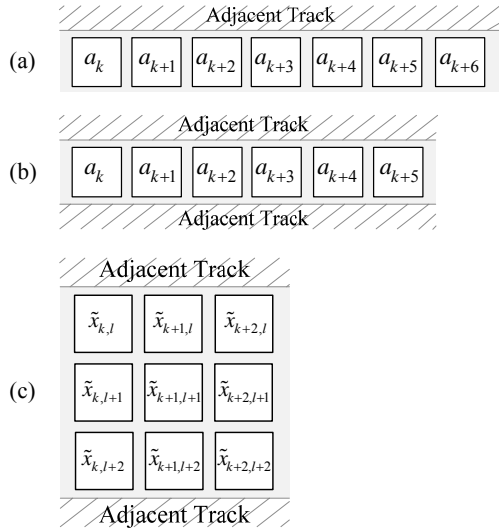 Adjacent Track
(a) a_k a_{k+1} a_{k+2} a_{k+3} a_{k+4} a_{k+5} a_{k+6}
Adjacent Track
(b) a_k a_{k+1} a_{k+2} a_{k+3} a_{k+4} a_{k+5}
Adjacent Track
Adjacent Track
x̃_{k,l} x̃_{k+1,l} x̃_{k+2,l}
(c) x̃_{k,l+1} x̃_{k+1,l+1} x̃_{k+2,l+1}
x̃_{k,l+2} x̃_{k+1,l+2} x̃_{k+2,l+2}
Adjacent Track